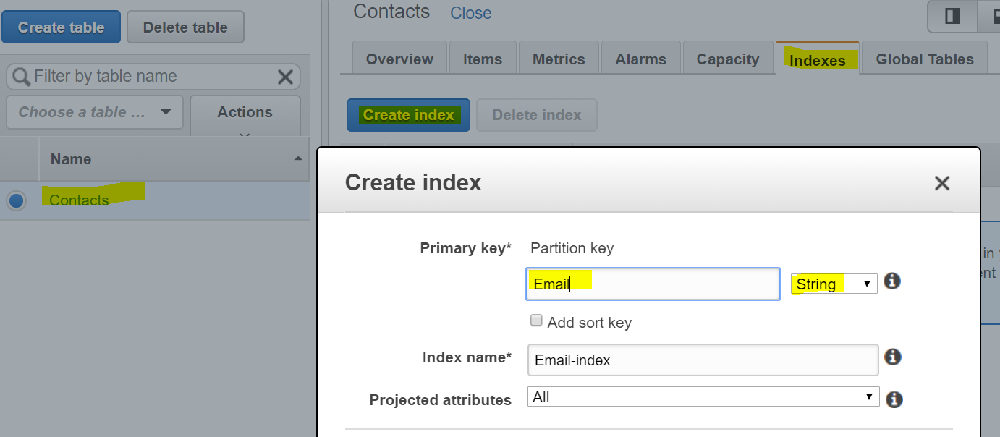 Create table
Delete table
Filter by table name
Choose a table ...
Actions
Name
Contacts
Contacts
Close
Overview
Items
Metrics
Alarms
Capacity
Indexes
Global Tables
Create index
Delete index
Create index
Primary key*
Partition key
Email
String
Add sort key
Index name*
Email-index
Projected attributes
All
in